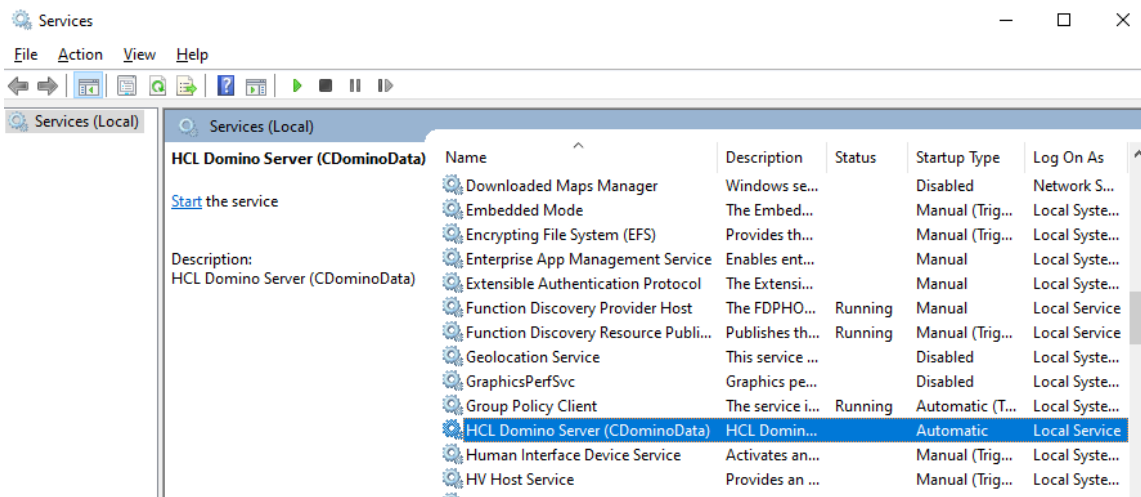 Services
File Action View Help
Services (Local)
Services (Local)
HCL Domino Server (CDominoData)
Start the service
Description:
HCL Domino Server (CDominoData)
Name Description Status Startup Type Log On As
Downloaded Maps Manager Windows se... Disabled Network S...
Embedded Mode The Embed... Manual (Trig... Local Syste...
Encrypting File System (EFS) Provides th... Manual (Trig... Local Syste...
Enterprise App Management Service Enables ent... Manual Local Syste...
Extensible Authentication Protocol The Extensi... Manual Local Syste...
Function Discovery Provider Host The FDPHO... Running Manual Local Service
Function Discovery Resource Publi... Publishes th... Running Manual (Trig... Local Service
Geolocation Service This service ... Disabled Local Syste...
GraphicsPerfSvc Graphics pe... Disabled Local Syste...
Group Policy Client The service i... Running Automatic (T... Local Syste...
HCL Domino Server (CDominoData) HCL Domin... Automatic Local Service
Human Interface Device Service Activates an... Manual (Trig... Local Syste...
HV Host Service Provides an ... Manual (Trig... Local Syste...